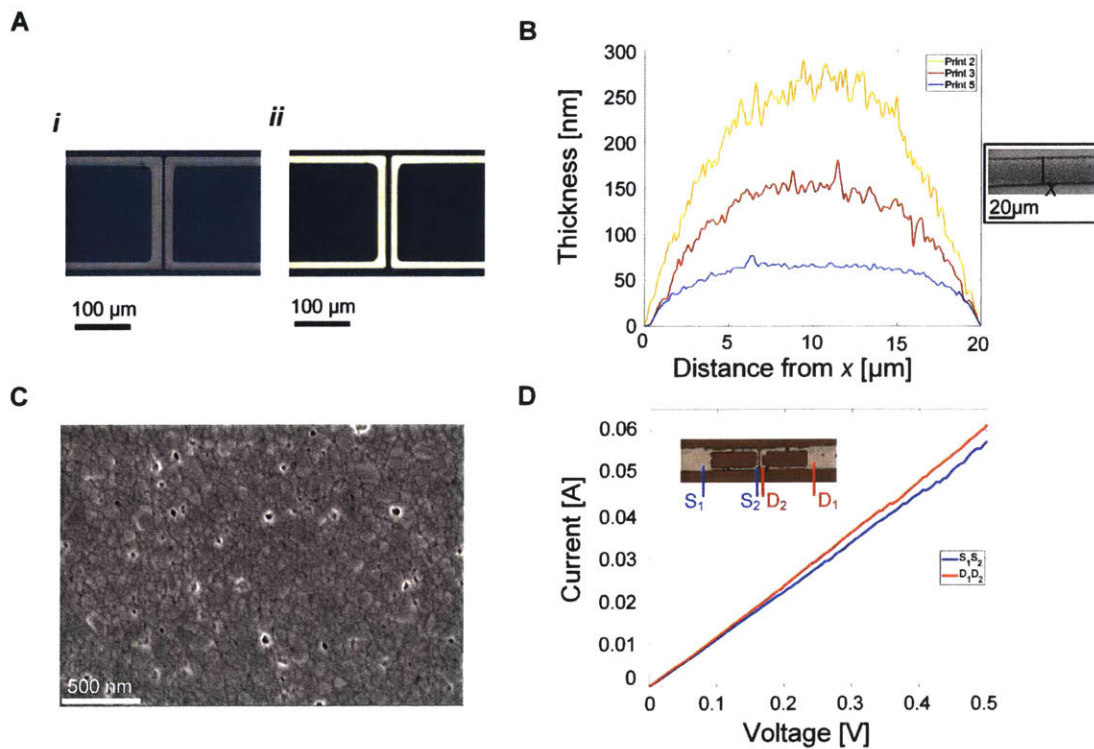 A
i
ii
100 µm
100 µm
B
Thickness [nm]
300
250
200
150
100
50
0
0
5
10
15
20
Distance from x [µm]
Print 2
Print 3
Print 5
x
20µm
C
500 nm
D
Current [A]
0.06
0.05
0.04
0.03
0.02
0.01
0
0
0.1
0.2
0.3
0.4
0.5
Voltage [V]
S₁
S₂
D₂
D₁
S₁S₂
D₁D₂